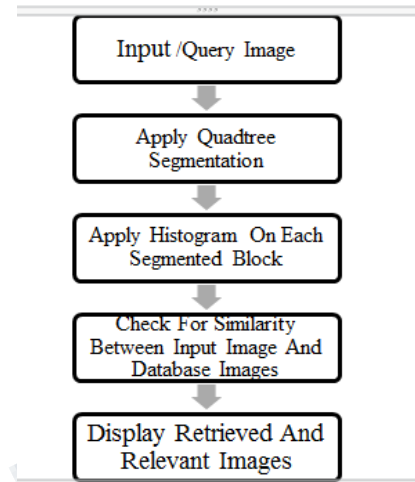 Input /Query Image
Apply Quadtree
Segmentation
Apply Histogram On Each
Segmented Block
Check For Similarity
Between Input Image And
Database Images
Display Retrieved And
Relevant Images